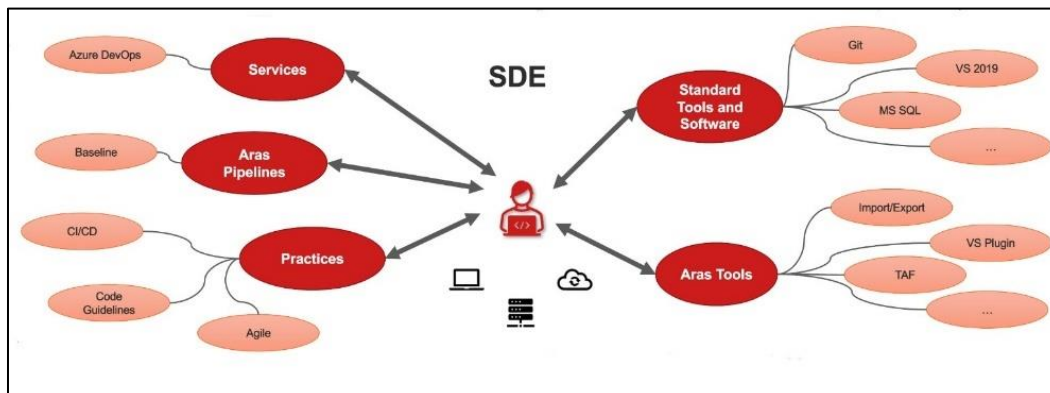 Azure DevOps
Services
Baseline
Aras
Pipelines
CI/CD
Practices
Code
Guidelines
Agile
SDE
</>
Git
Standard
Tools and
Software
VS 2019
MS SQL
...
Import/Export
Aras Tools
VS Plugin
TAF
...